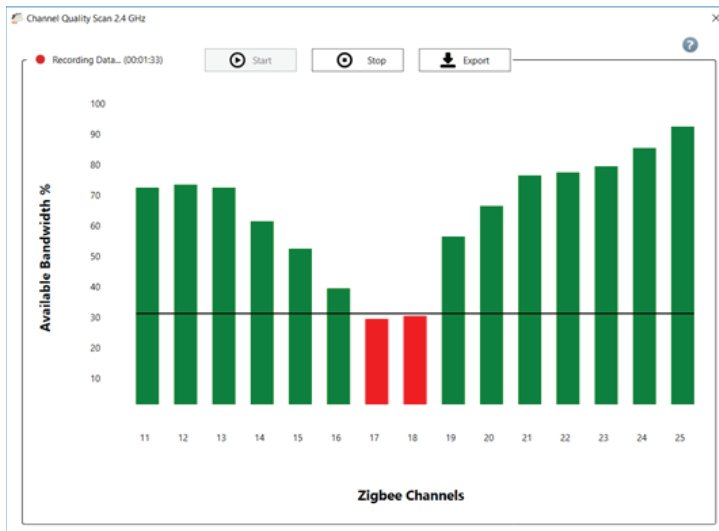 Channel Quality Scan 2.4 GHz
Recording Data... (00:01:33)
Start
Stop
Export
?
Available Bandwidth %
100
90
80
70
60
50
40
30
20
10
11 12 13 14 15 16 17 18 19 20 21 22 23 24 25
Zigbee Channels